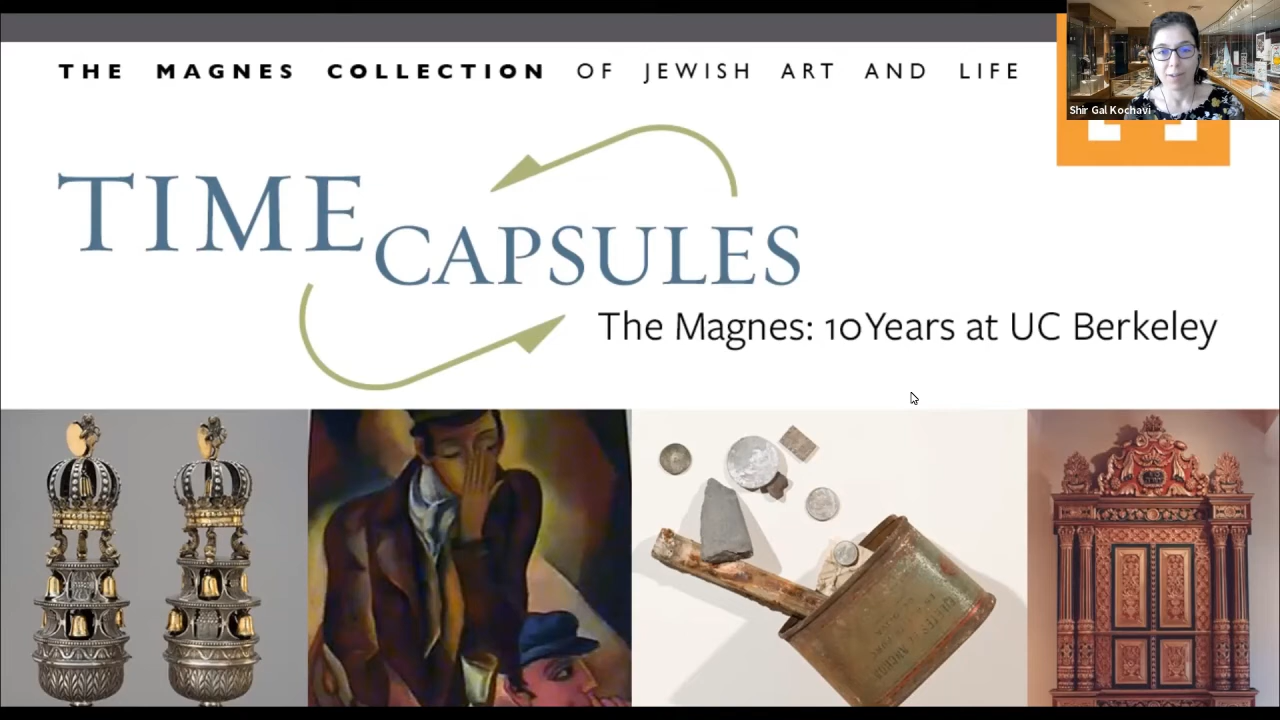 THE MAGNES COLLECTION OF JEWISH ART AND LIFE
Shir Gal Kochavi
TIME
CAPSULES
The Magnes: 10 Years at UC Berkeley